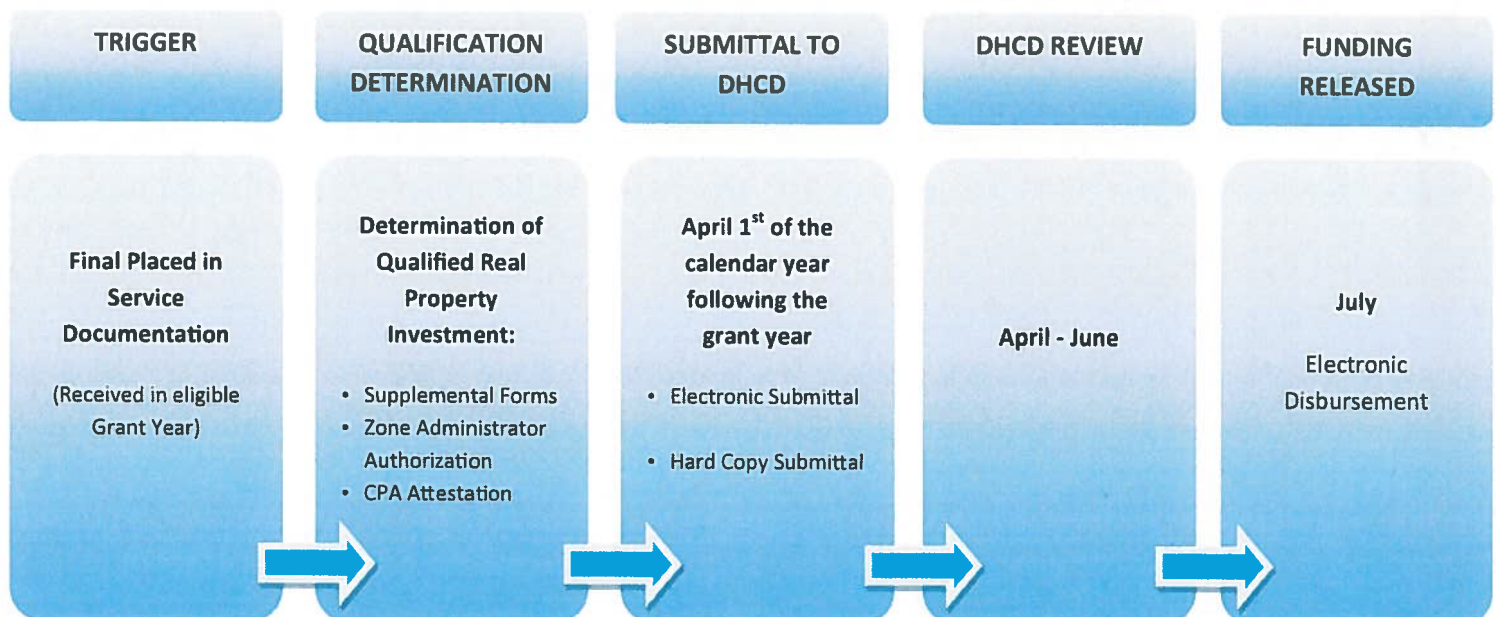 TRIGGER
QUALIFICATION
DETERMINATION
SUBMITTAL TO
DHCD
DHCD REVIEW
FUNDING
RELEASED
Final Placed in
Service
Documentation
(Received in eligible
Grant Year)
Determination of
Qualified Real
Property
Investment:
• Supplemental Forms
• Zone Administrator
Authorization
• CPA Attestation
April 1st of the
calendar year
following the
grant year
• Electronic Submittal
• Hard Copy Submittal
April - June
July
Electronic
Disbursement